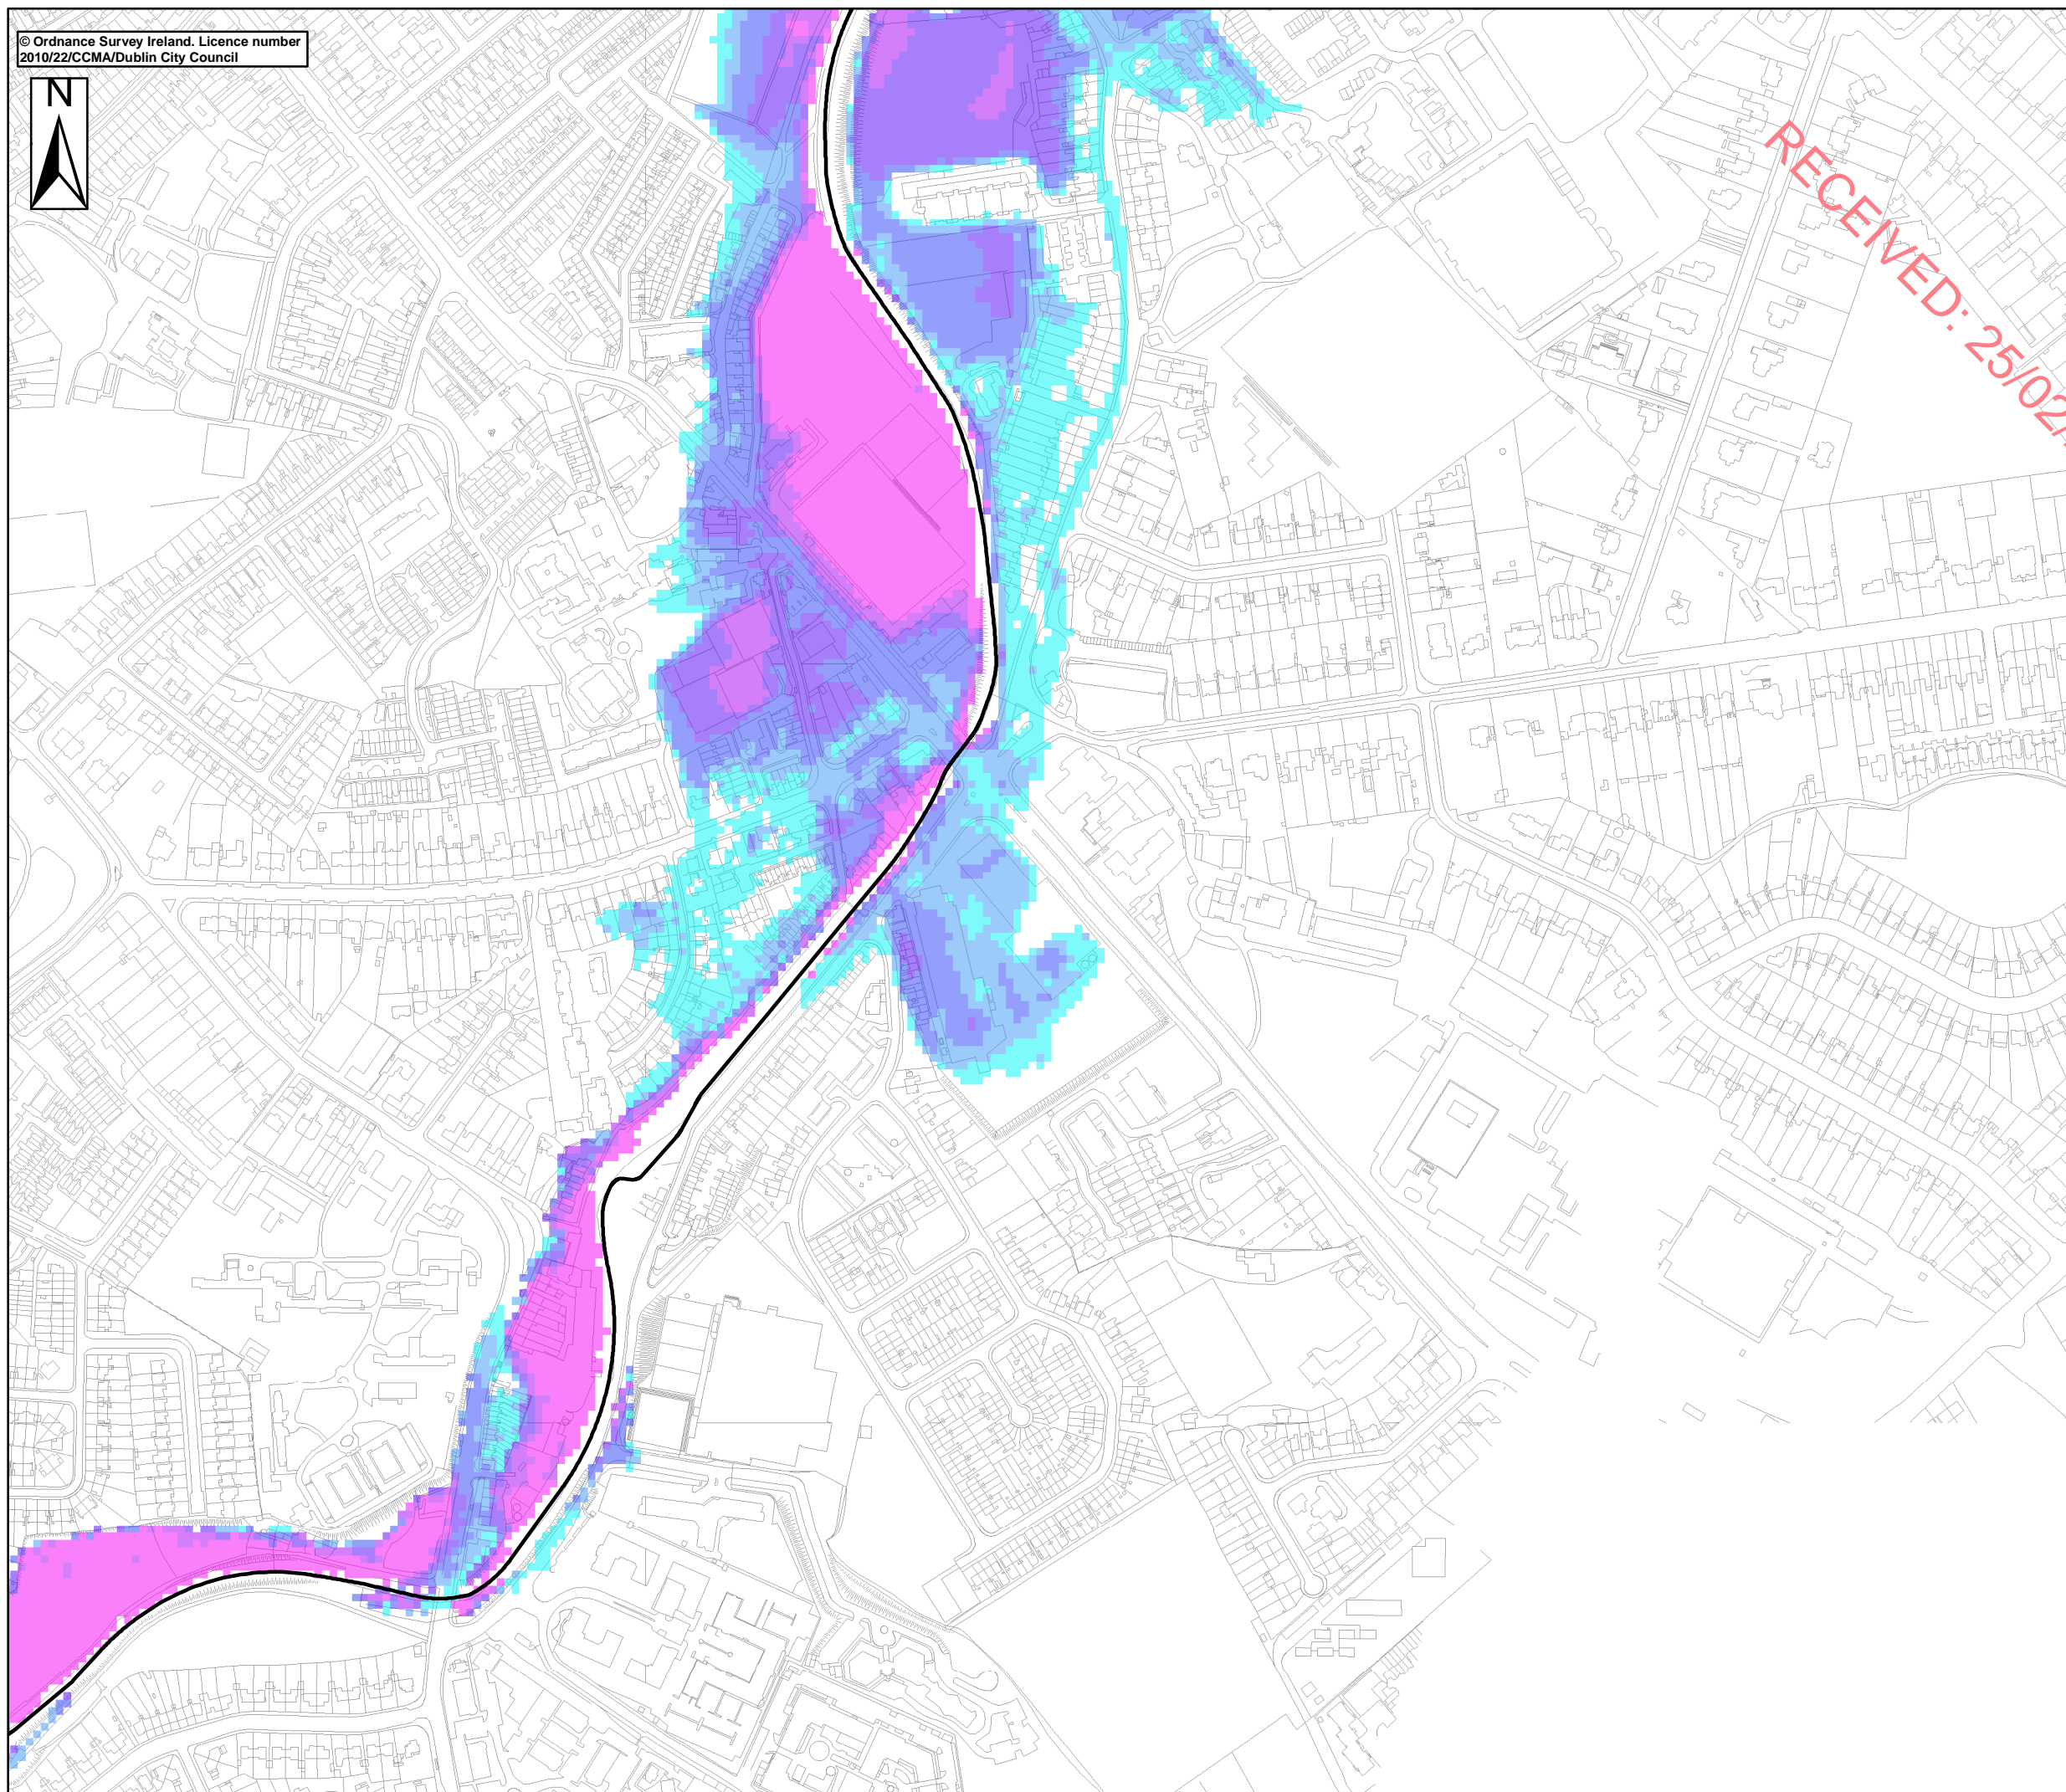 © Ordnance Survey Ireland. Licence number
2010/22/CCMA/Dublin City Council
N
RECEIVED: 25/02/